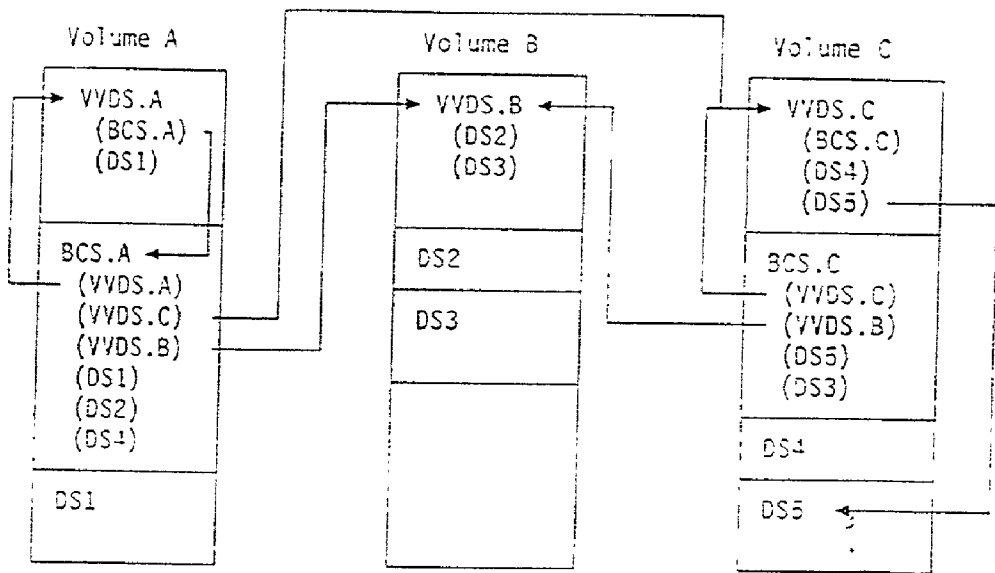 Volume A
VVDS.A
(BCS.A)
(DS1)
BCS.A
(VVDS.A)
(VVDS.C)
(VVDS.B)
(DS1)
(DS2)
(DS4)
DS1
Volume B
VVDS.B
(DS2)
(DS3)
DS2
DS3
Volume C
VVDS.C
(BCS.C)
(DS4)
(DS5)
BCS.C
(VVDS.C)
(VVDS.B)
(DS5)
(DS3)
DS4
DS5